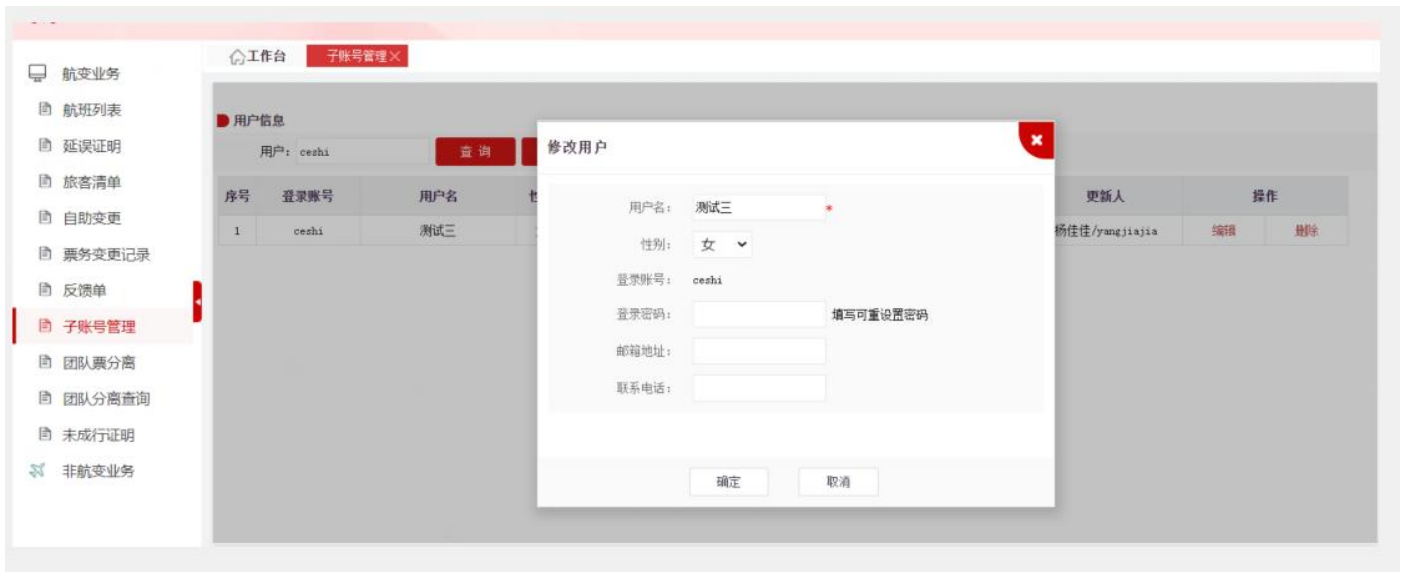 工作台 子账号管理
航变业务
航班列表
延误证明
旅客清单
自助变更
票务变更记录
反馈单
子账号管理
团队票分离
团队分离查询
未成行证明
非航变业务
用户信息
用户: ceshi 查 询
序号 登录账号 用户名 更新人 操作
1 ceshi 测试三 杨佳佳/yangjiajia 编辑 删除
修改用户
用户名: 测试三 *
性别: 女
登录账号: ceshi
登录密码: 填写可重设置密码
邮箱地址:
联系电话:
确定 取消